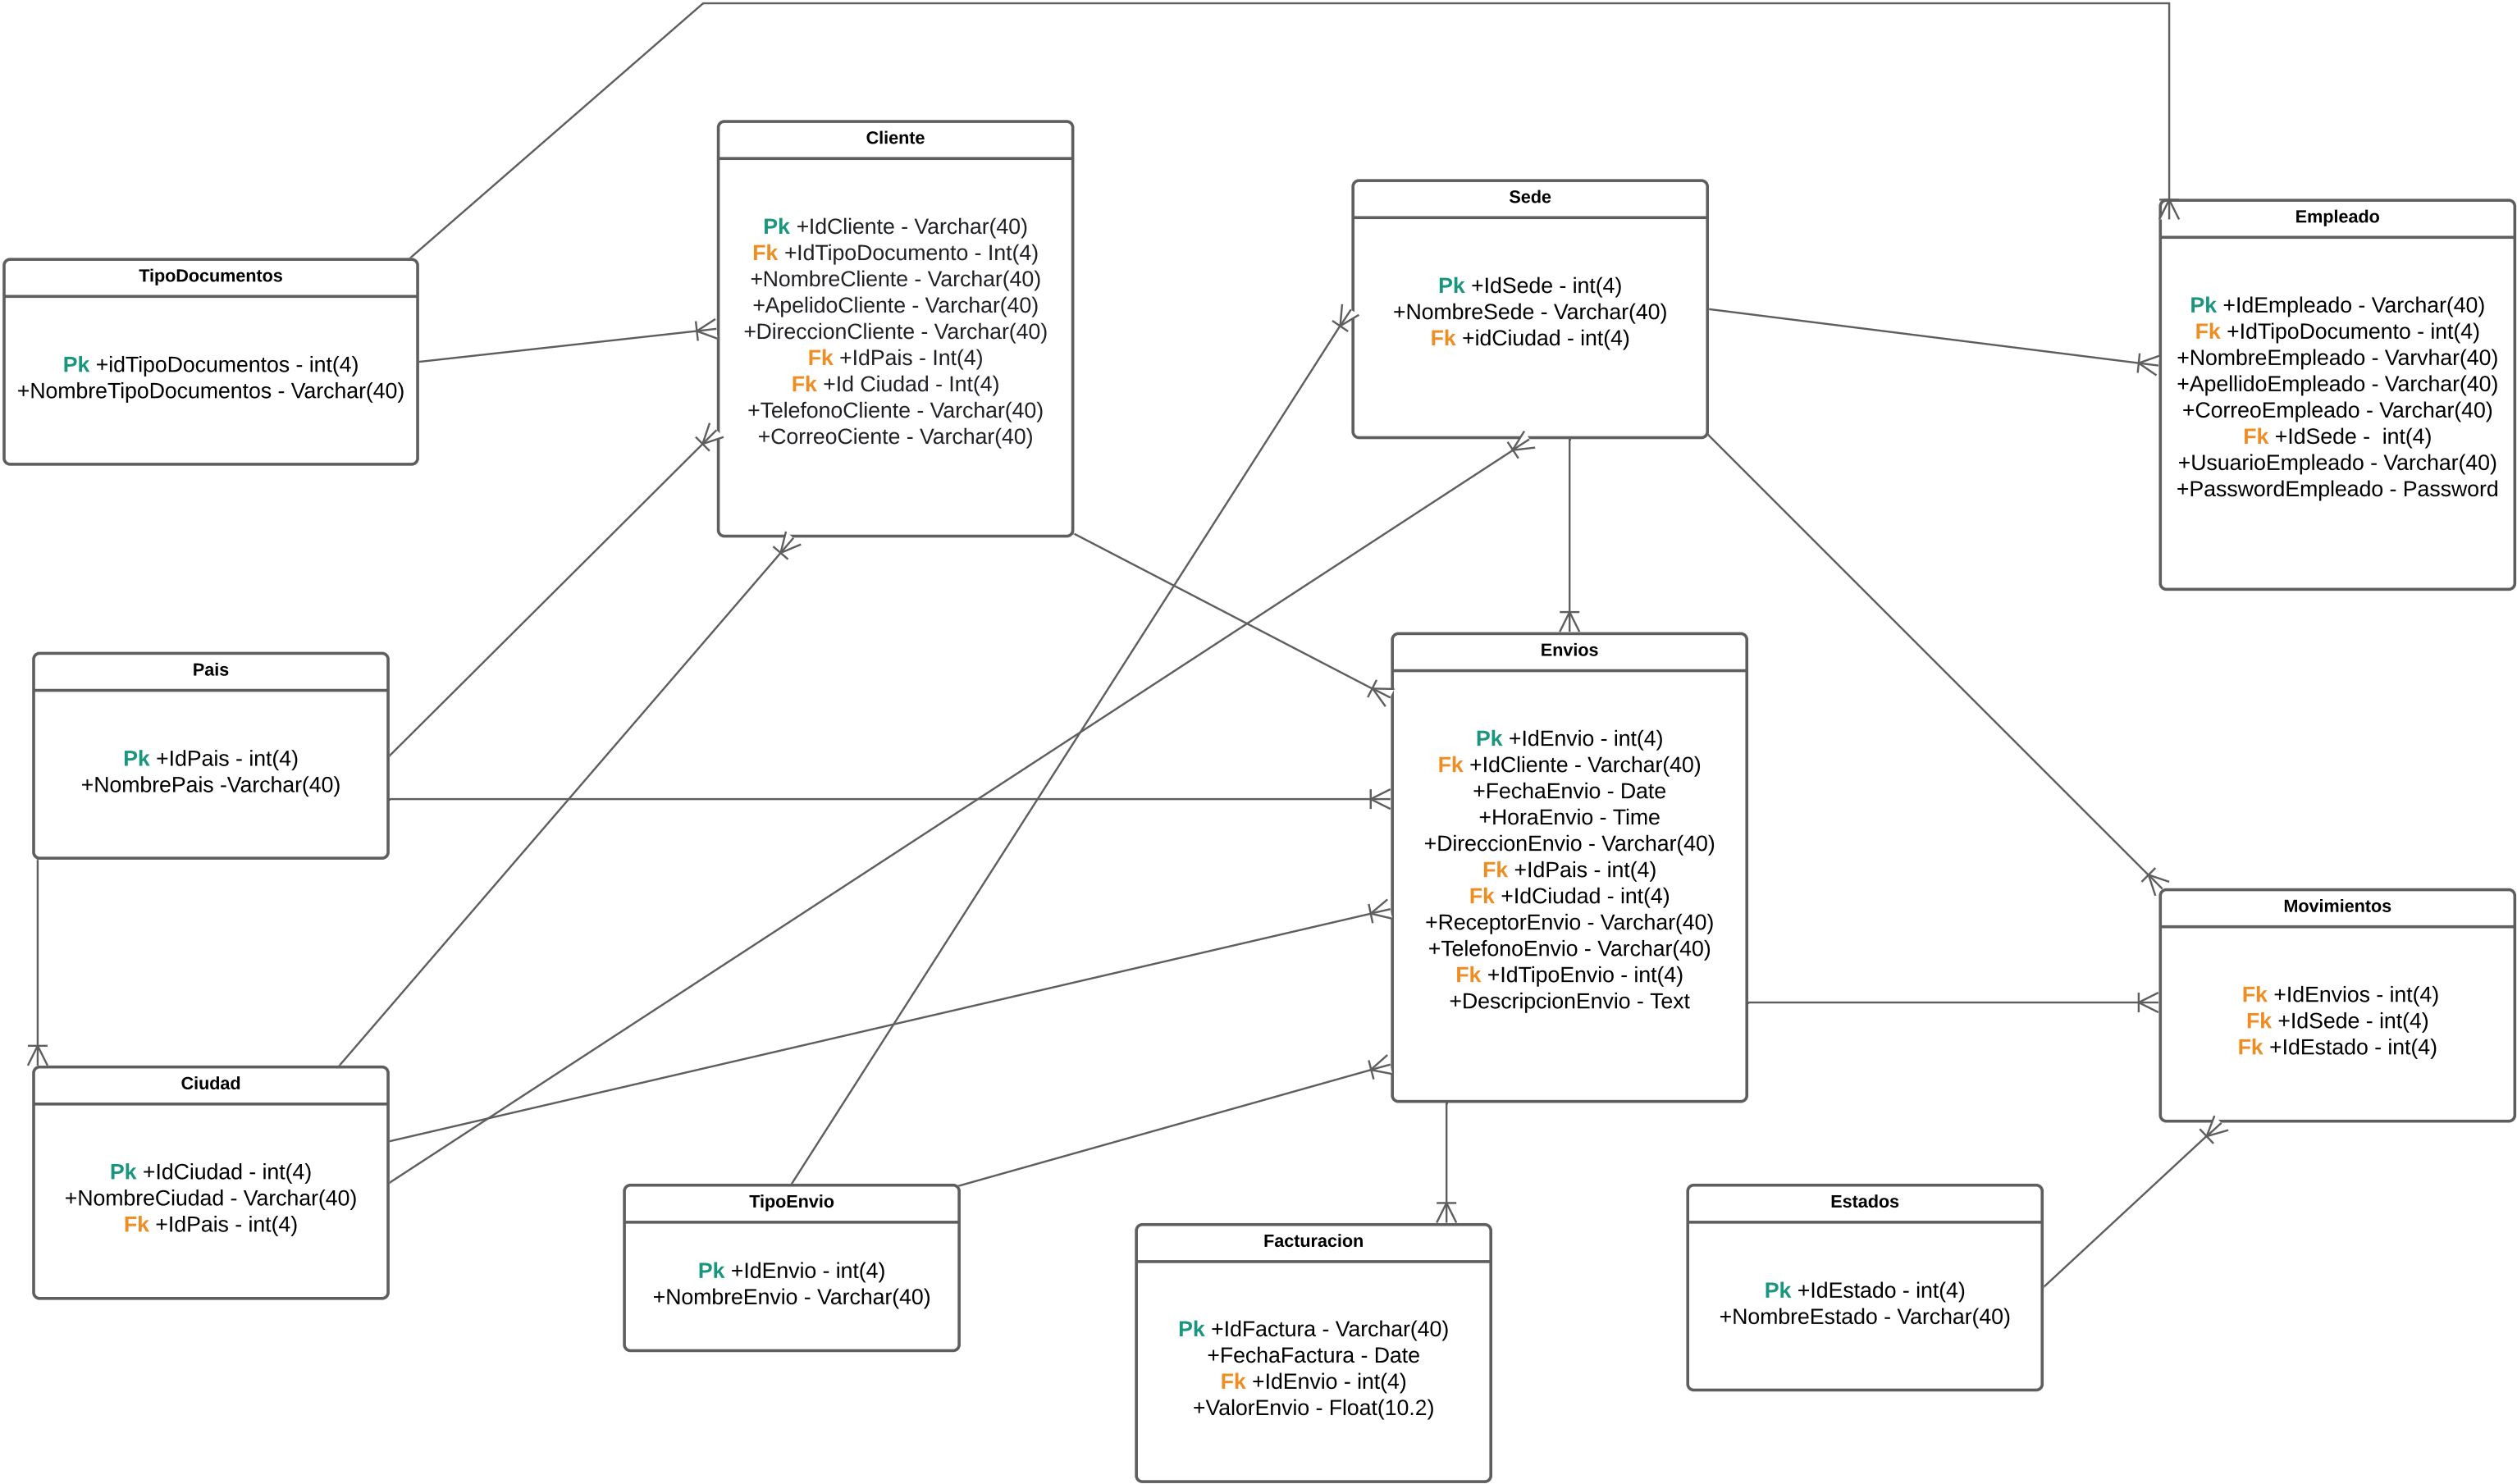 Cliente
Pk +IdCliente - Varchar(40)
Fk +IdTipoDocumento - Int(4)
+NombreCliente - Varchar(40)
+ApelidoCliente - Varchar(40)
+DireccionCliente - Varchar(40)
Fk +IdPais - Int(4)
Fk +Id Ciudad - Int(4)
+TelefonoCliente - Varchar(40)
+CorreoCiente - Varchar(40)
Sede
Pk +IdSede - int(4)
+NombreSede - Varchar(40)
Fk +idCiudad - int(4)
Empleado
Pk +IdEmpleado - Varchar(40)
Fk +IdTipoDocumento - int(4)
+NombreEmpleado - Varvhar(40)
+ApellidoEmpleado - Varchar(40)
+CorreoEmpleado - Varchar(40)
Fk +IdSede -  int(4)
+UsuarioEmpleado - Varchar(40)
+PasswordEmpleado - Password
TipoDocumentos
Pk +idTipoDocumentos - int(4)
+NombreTipoDocumentos - Varchar(40)
Pais
Pk +IdPais - int(4)
+NombrePais -Varchar(40)
Envios
Pk +IdEnvio - int(4)
Fk +IdCliente - Varchar(40)
+FechaEnvio - Date
+HoraEnvio - Time
+DireccionEnvio - Varchar(40)
Fk +IdPais - int(4)
Fk +IdCiudad - int(4)
+ReceptorEnvio - Varchar(40)
+TelefonoEnvio - Varchar(40)
Fk +IdTipoEnvio - int(4)
+DescripcionEnvio - Text
Movimientos
Fk +IdEnvios - int(4)
Fk +IdSede - int(4)
Fk +IdEstado - int(4)
Ciudad
Pk +IdCiudad - int(4)
+NombreCiudad - Varchar(40)
Fk +IdPais - int(4)
TipoEnvio
Pk +IdEnvio - int(4)
+NombreEnvio - Varchar(40)
Facturacion
Pk +IdFactura - Varchar(40)
+FechaFactura - Date
Fk +IdEnvio - int(4)
+ValorEnvio - Float(10.2)
Estados
Pk +IdEstado - int(4)
+NombreEstado - Varchar(40)